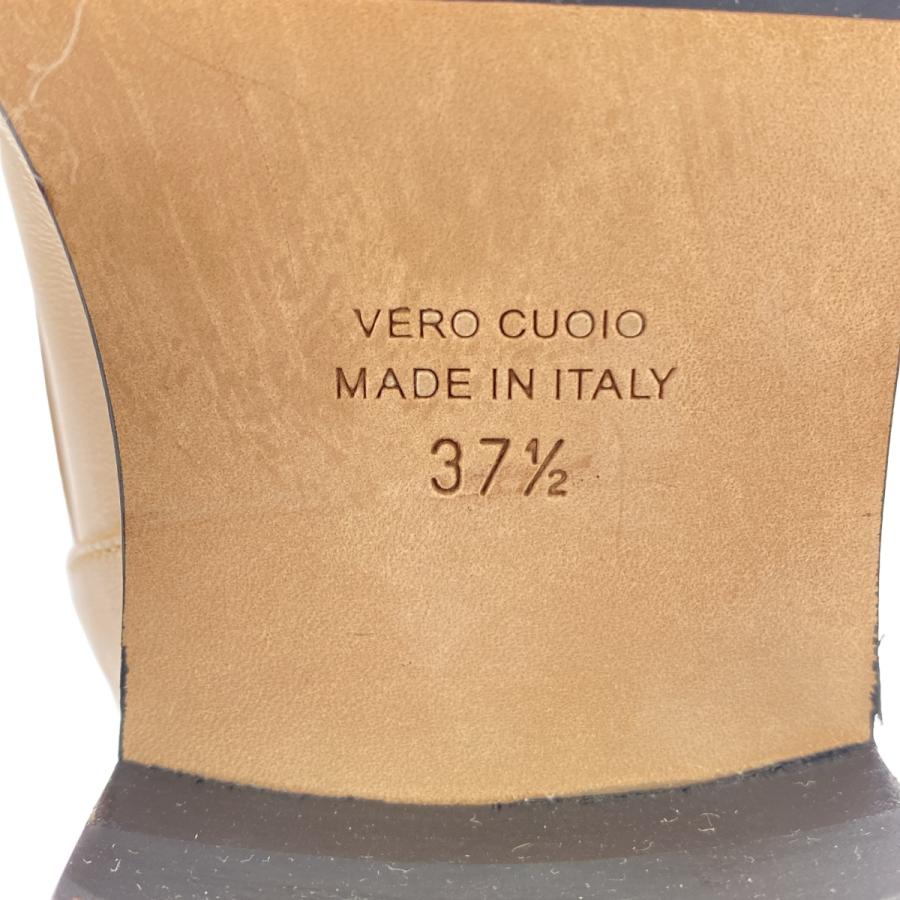 VERO CUOIO
MADE IN ITALY
37½